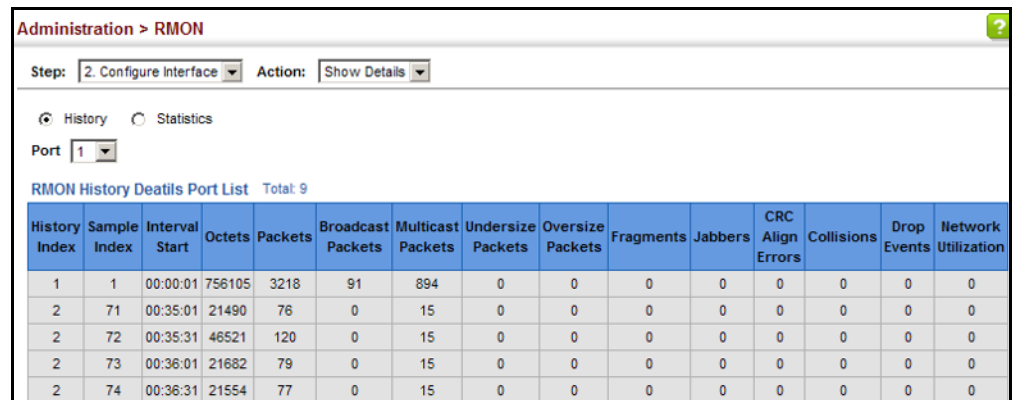 Administration > RMON
?
Step: 2. Configure Interface Action: Show Details
History Statistics
Port 1
RMON History Deatils Port List Total: 9
History Index Sample Index Interval Start Octets Packets Broadcast Packets Multicast Packets Undersize Packets Oversize Packets Fragments Jabbers CRC Align Errors Collisions Drop Events Network Utilization
1 1 00:00:01 756105 3218 91 894 0 0 0 0 0 0 0 0
2 71 00:35:01 21490 76 0 15 0 0 0 0 0 0 0 0
2 72 00:35:31 46521 120 0 15 0 0 0 0 0 0 0 0
2 73 00:36:01 21682 79 0 15 0 0 0 0 0 0 0 0
2 74 00:36:31 21554 77 0 15 0 0 0 0 0 0 0 0